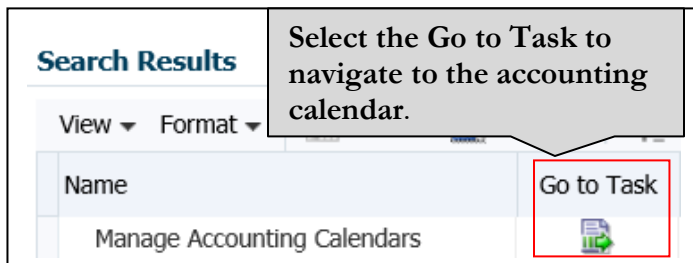 Search Results
Select the Go to Task to
navigate to the accounting
calendar.
View Format
Name Go to Task
Manage Accounting Calendars